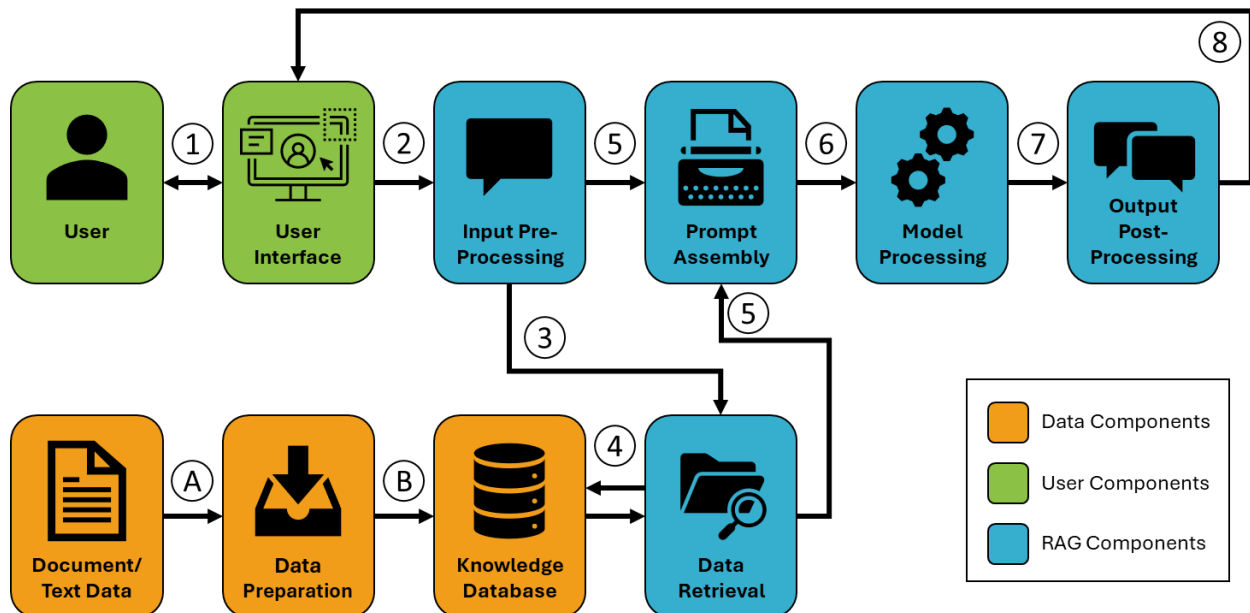 8
1
2
5
6
7
User
User
Interface
Input Pre-
Processing
Prompt
Assembly
Model
Processing
Output
Post-
Processing
3
5
A
B
4
Document/
Text Data
Data
Preparation
Knowledge
Database
Data
Retrieval
Data Components
User Components
RAG Components